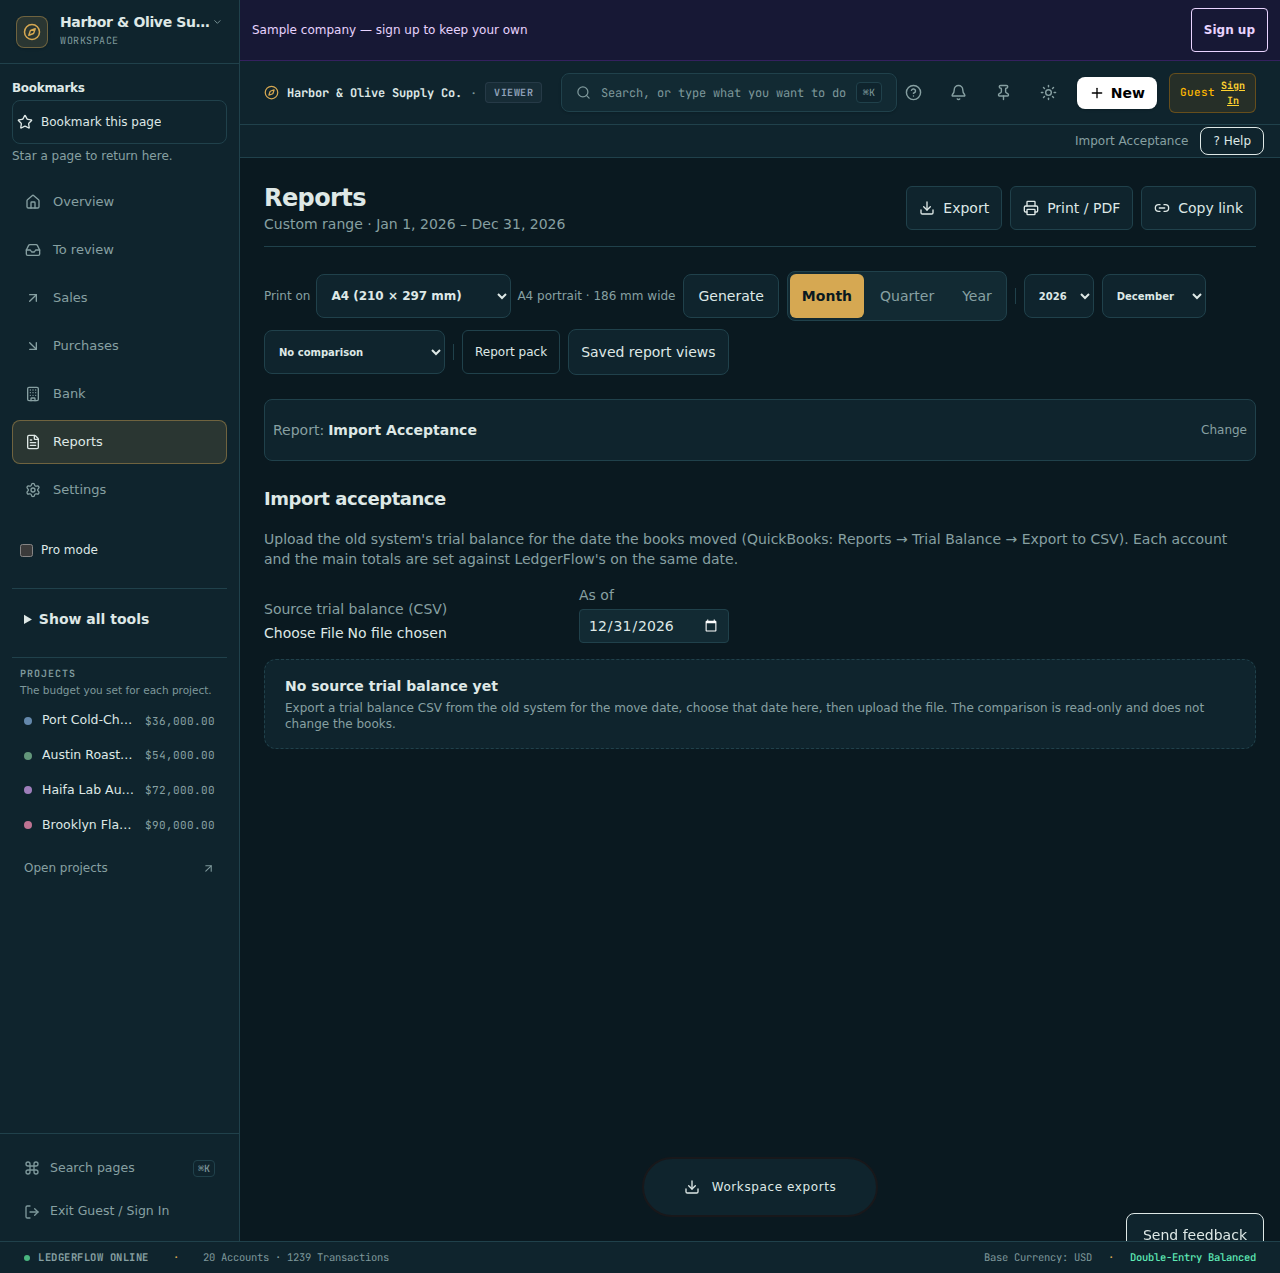 Harbor & Olive Su...
WORKSPACE
Bookmarks
Bookmark this page
Star a page to return here.
Overview
To review
Sales
Purchases
Bank
Reports
Settings
Pro mode
Show all tools
PROJECTS
The budget you set for each project.
Port Cold-Ch... $36,000.00
Austin Roast... $54,000.00
Haifa Lab Au... $72,000.00
Brooklyn Fla... $90,000.00
Open projects
Search pages ⌘K
Exit Guest / Sign In
Sample company — sign up to keep your own
Sign up
Harbor & Olive Supply Co. · VIEWER
Search, or type what you want to do ⌘K
New
Guest Sign In
Import Acceptance
? Help
Reports
Custom range · Jan 1, 2026 – Dec 31, 2026
Export
Print / PDF
Copy link
Print on A4 (210 × 297 mm) A4 portrait · 186 mm wide Generate Month Quarter Year 2026 December
No comparison Report pack Saved report views
Report: Import Acceptance Change
Import acceptance
Upload the old system's trial balance for the date the books moved (QuickBooks: Reports → Trial Balance → Export to CSV). Each account
and the main totals are set against LedgerFlow's on the same date.
Source trial balance (CSV)
Choose File No file chosen
As of
12/31/2026
No source trial balance yet
Export a trial balance CSV from the old system for the move date, choose that date here, then upload the file. The comparison is read-only and does not
change the books.
Workspace exports
Send feedback
LEDGERFLOW ONLINE · 20 Accounts · 1239 Transactions
Base Currency: USD · Double-Entry Balanced